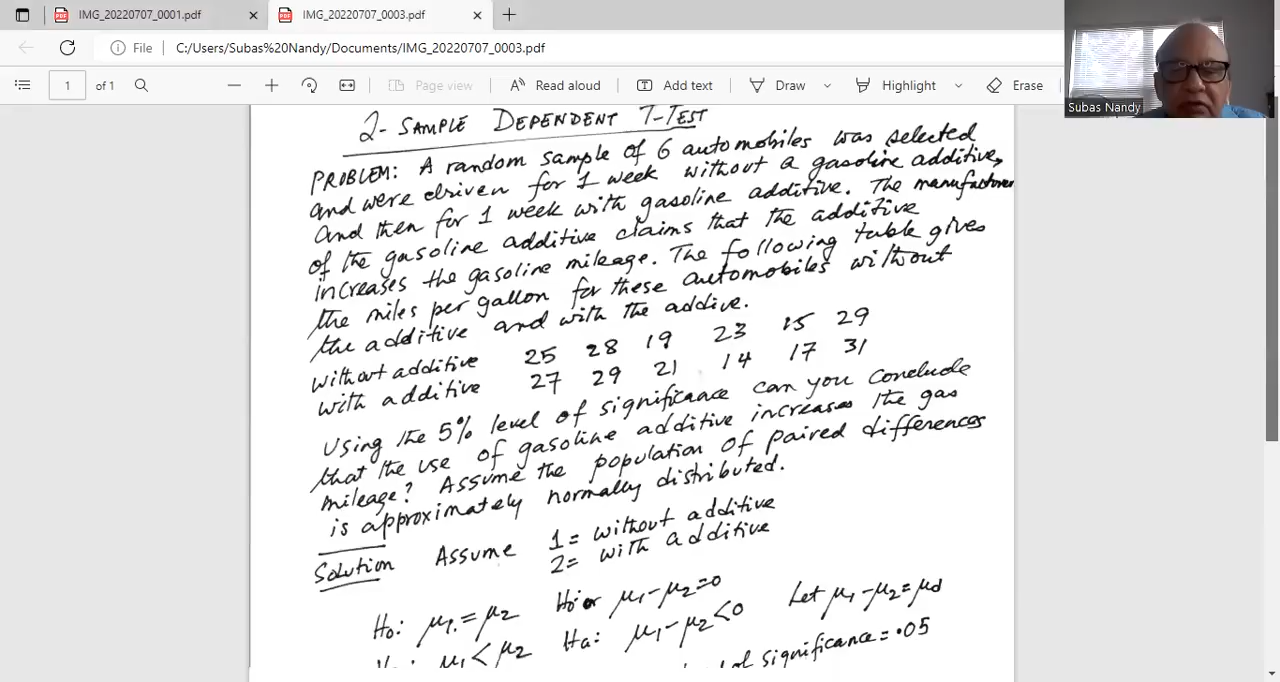 IMG_20220707_0001.pdf
IMG_20220707_0003.pdf
File C:/Users/Subas%20Nandy/Documents/IMG_20220707_0003.pdf
1 of 1 Page view Read aloud Add text Draw Highlight Erase
Subas Nandy
2- SAMPLE DEPENDENT T-TEST
PROBLEM: A random sample of 6 automobiles was selected
and were driven for 1 week without a gasoline additive,
and then for 1 week with gasoline additive. The manufacturer
of the gasoline additive claims that the additive
increases the gasoline mileage. The following table gives
the miles per gallon for these automobiles without
the additive and with the addive.
without additive 25 28 19 23 15 29
with additive 27 29 21 14 17 31
Using the 5% level of significance can you conclude
that the use of gasoline additive increases the gas
mileage? Assume the population of paired differences
is approximately normally distributed.
Solution Assume 1 = without additive
2 = with additive
Ho: μ1 = μ2 Ho or μ1-μ2=0 Let μ1-μ2=μd
μ1 < μ2 Ha: μ1-μ2<0
of significance = .05